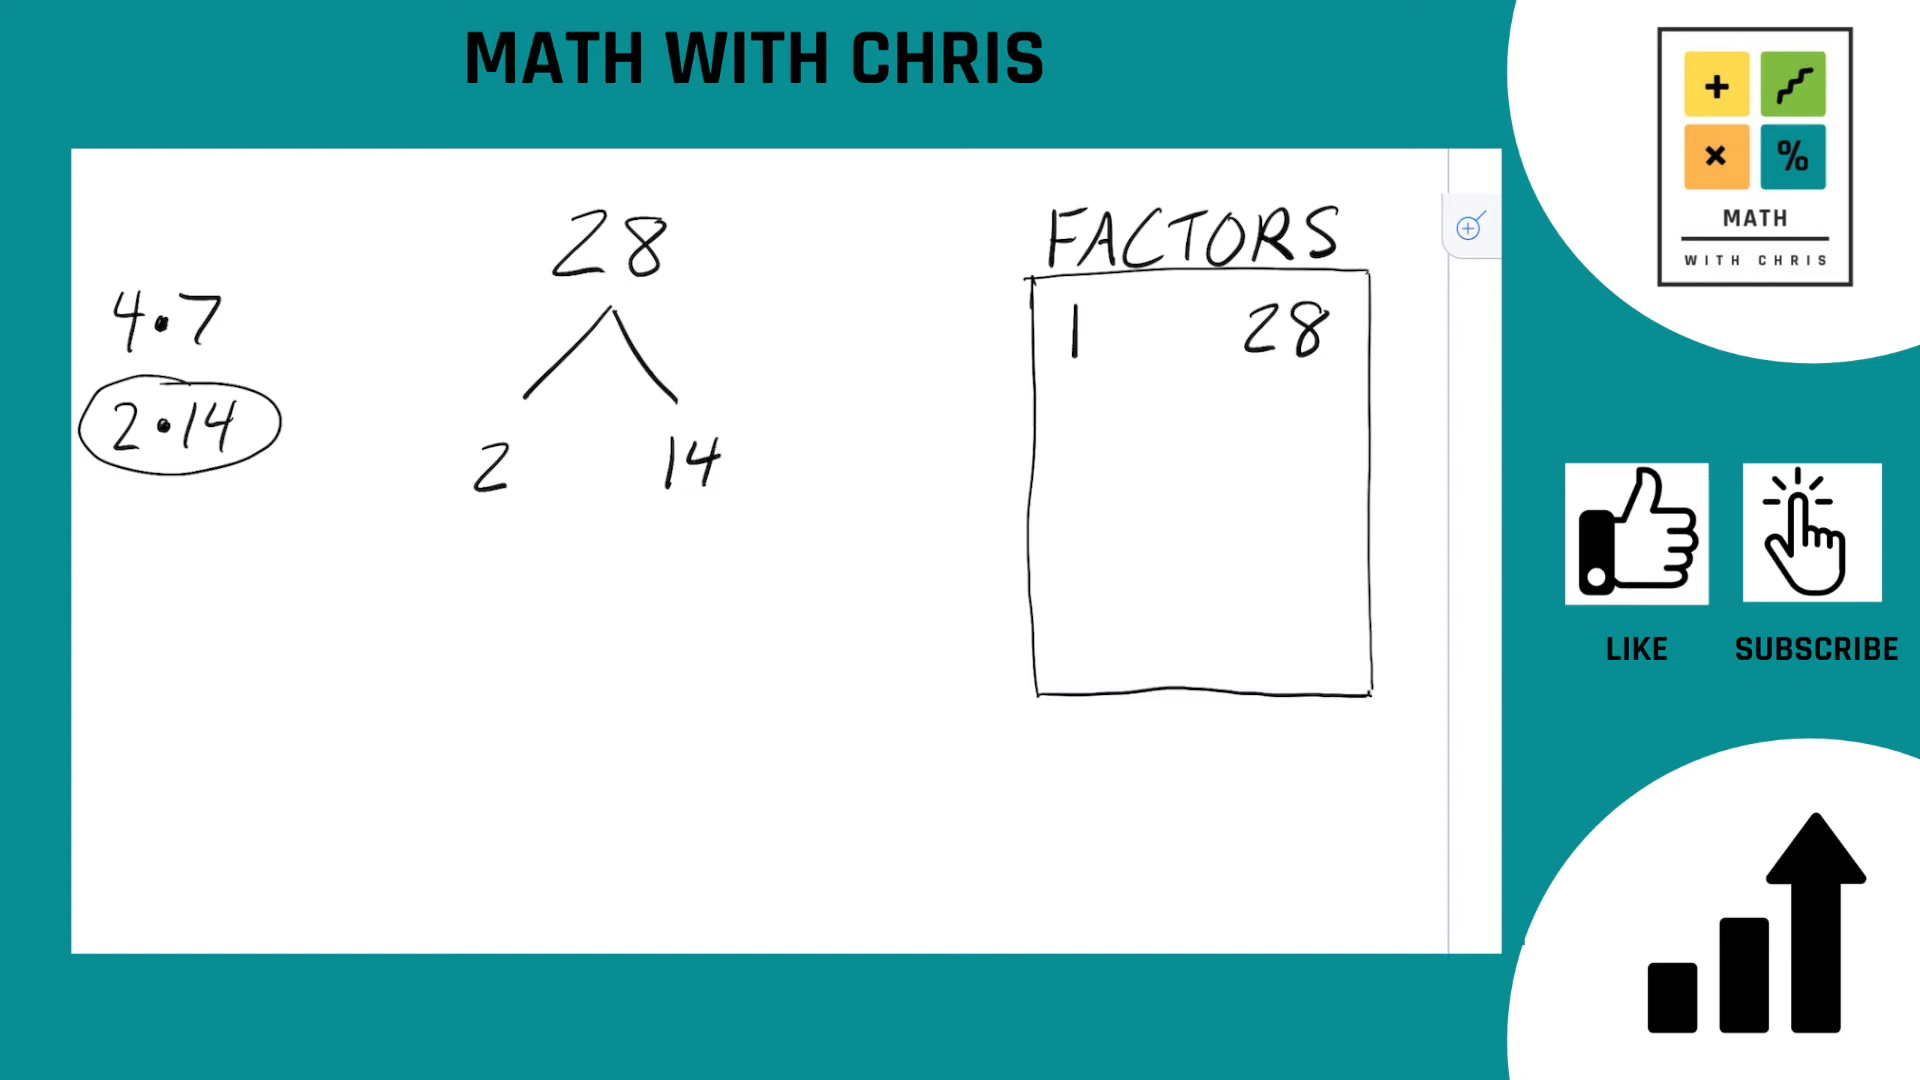 MATH WITH CHRIS
+
×
%
MATH
WITH CHRIS
28
4·7
2·14
2 14
FACTORS
1 28
LIKE
SUBSCRIBE